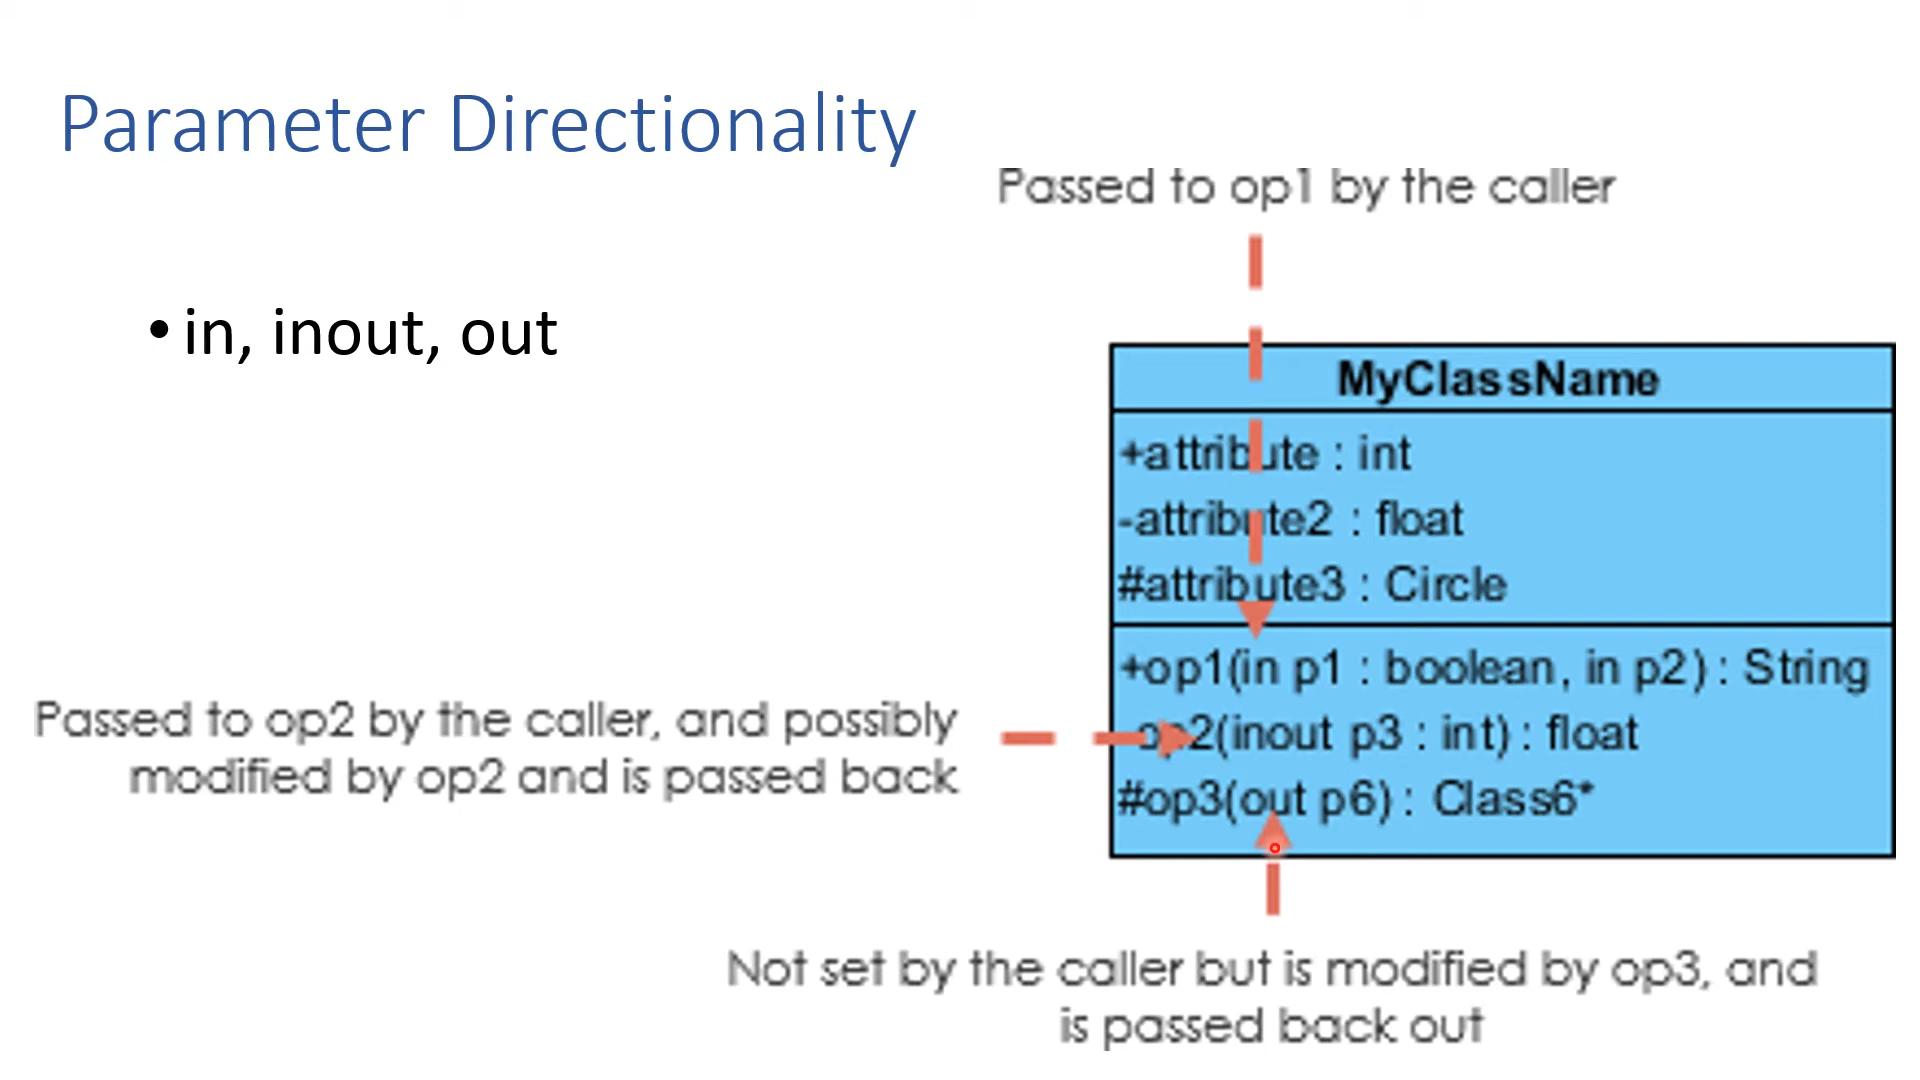 Parameter Directionality
Passed to op1 by the caller
• in, inout, out
MyClassName
+attribute : int
-attribute2 : float
#attribute3 : Circle
+op1(in p1 : boolean, in p2) : String
Passed to op2 by the caller, and possibly
modified by op2 and is passed back
op2(inout p3 : int) : float
#op3(out p6) : Class6*
Not set by the caller but is modified by op3, and
is passed back out